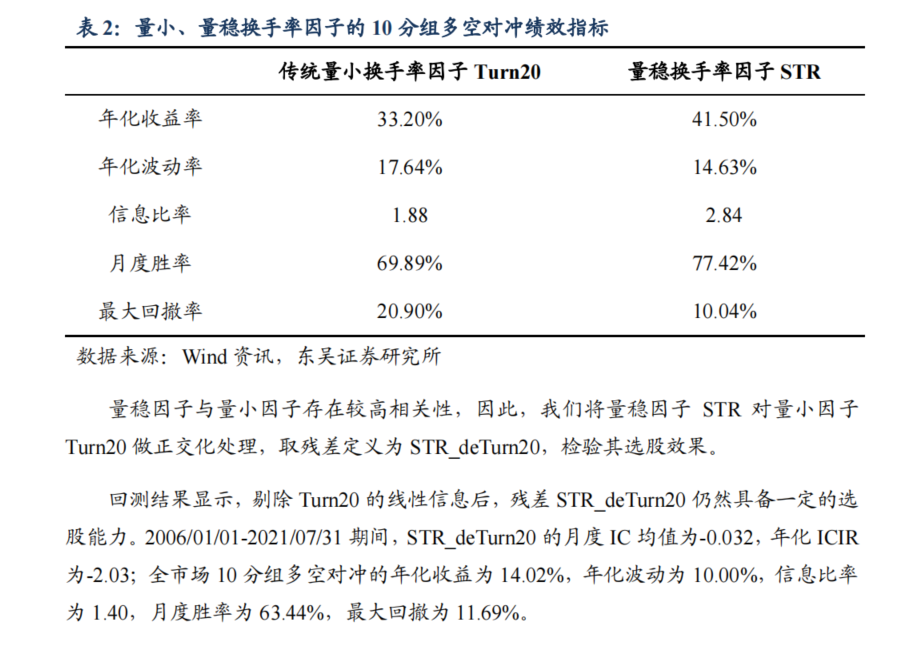 表 2：量小、量稳换手率因子的 10 分组多空对冲绩效指标
传统量小换手率因子 Turn20 量稳换手率因子 STR
年化收益率 33.20% 41.50%
年化波动率 17.64% 14.63%
信息比率 1.88 2.84
月度胜率 69.89% 77.42%
最大回撤率 20.90% 10.04%
数据来源：Wind 资讯，东吴证券研究所
量稳因子与量小因子存在较高相关性，因此，我们将量稳因子 STR 对量小因子
Turn20 做正交化处理，取残差定义为 STR_deTurn20，检验其选股效果。
回测结果显示，剔除 Turn20 的线性信息后，残差 STR_deTurn20 仍然具备一定的选
股能力。2006/01/01-2021/07/31 期间，STR_deTurn20 的月度 IC 均值为-0.032，年化 ICIR
为-2.03；全市场 10 分组多空对冲的年化收益为 14.02%，年化波动为 10.00%，信息比率
为 1.40，月度胜率为 63.44%，最大回撤为 11.69%。